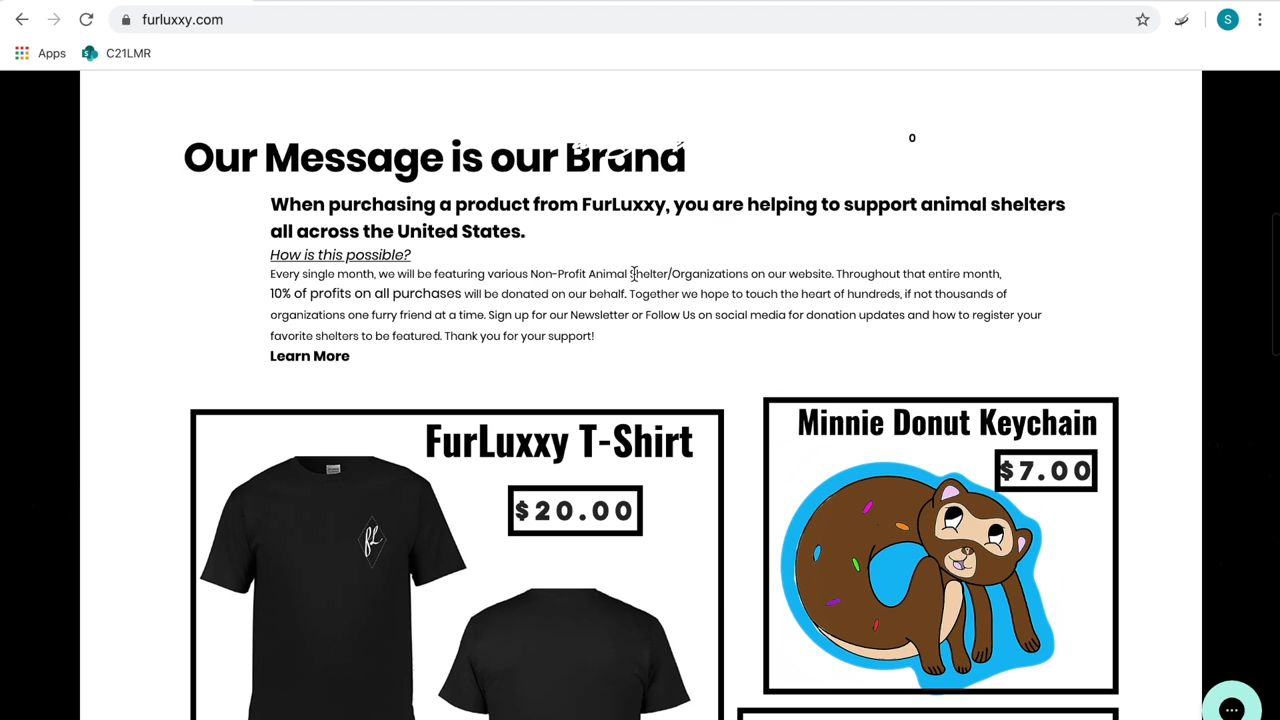 furluxxy.com
S
Apps
C21LMR
0
Our Message is our Brand
When purchasing a product from FurLuxxy, you are helping to support animal shelters
all across the United States.
How is this possible?
Every single month, we will be featuring various Non-Profit Animal Shelter/Organizations on our website. Throughout that entire month,
10% of profits on all purchases will be donated on our behalf. Together we hope to touch the heart of hundreds, if not thousands of
organizations one furry friend at a time. Sign up for our Newsletter or Follow Us on social media for donation updates and how to register your
favorite shelters to be featured. Thank you for your support!
Learn More
FurLuxxy T-Shirt
$20.00
fL
Minnie Donut Keychain
$7.00